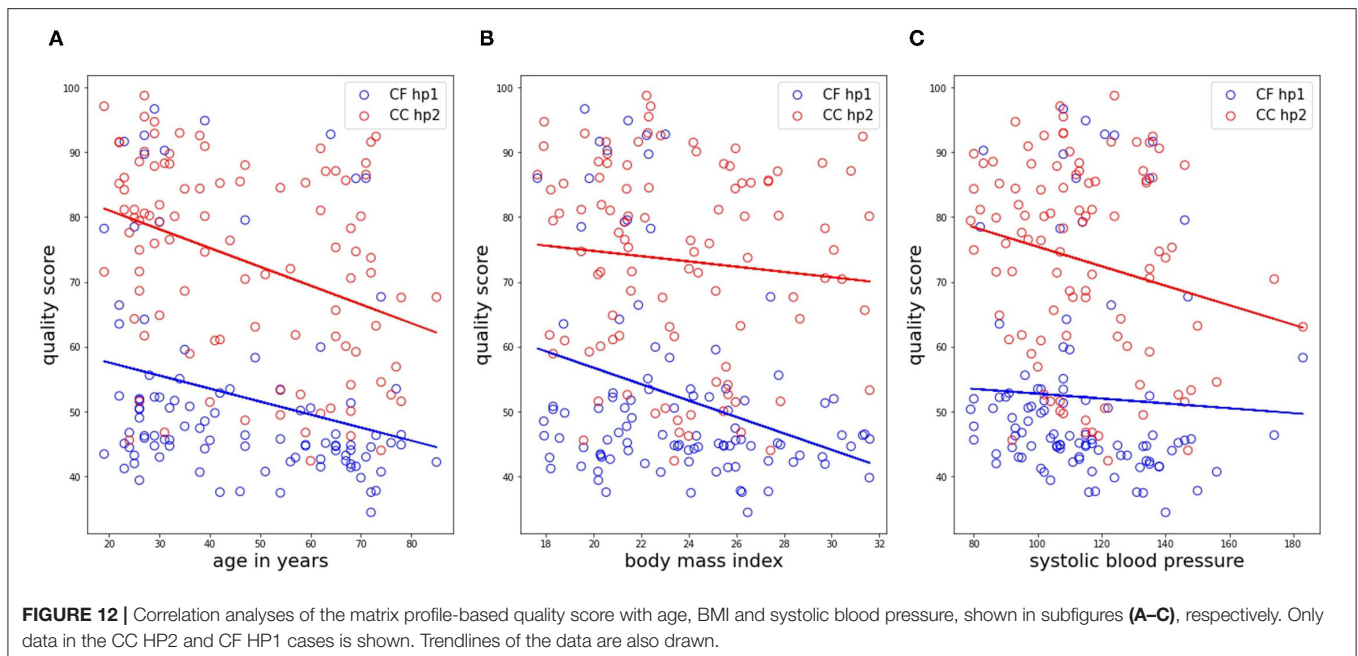 A
B
C
CF hp1
CC hp2
CF hp1
CC hp2
CF hp1
CC hp2
100
90
80
70
60
50
40
quality score
20 30 40 50 60 70 80
age in years
100
90
80
70
60
50
40
quality score
18 20 22 24 26 28 30 32
body mass index
100
90
80
70
60
50
40
quality score
80 100 120 140 160 180
systolic blood pressure
FIGURE 12 | Correlation analyses of the matrix profile-based quality score with age, BMI and systolic blood pressure, shown in subfigures (A–C), respectively. Only
data in the CC HP2 and CF HP1 cases is shown. Trendlines of the data are also drawn.